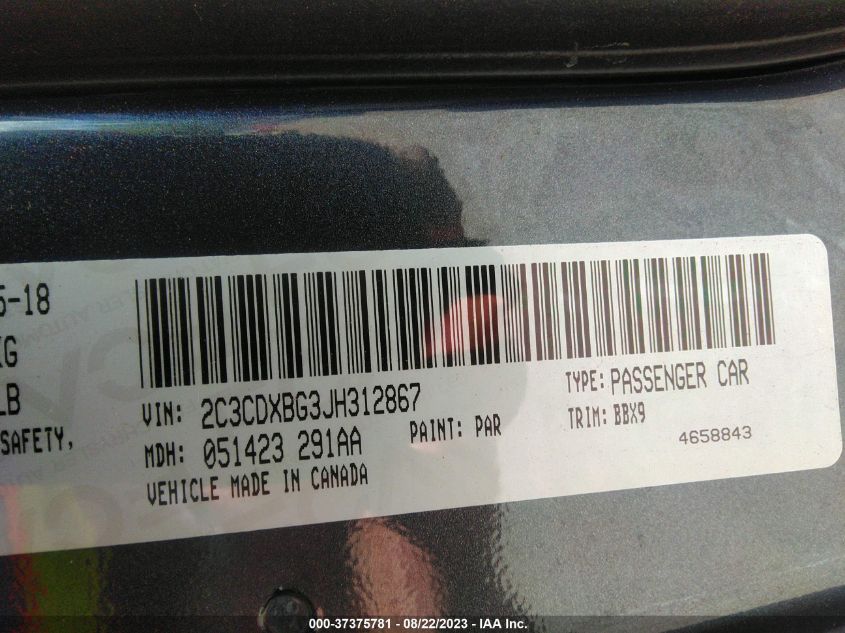 5-18
KG
LB
SAFETY,
VIN: 2C3CDXBG3JH312867
TYPE: PASSENGER CAR
MDH: 051423 291AA
PAINT: PAR
TRIM: BBX9
4658843
VEHICLE MADE IN CANADA
000-37375781 - 08/22/2023 - IAA Inc.